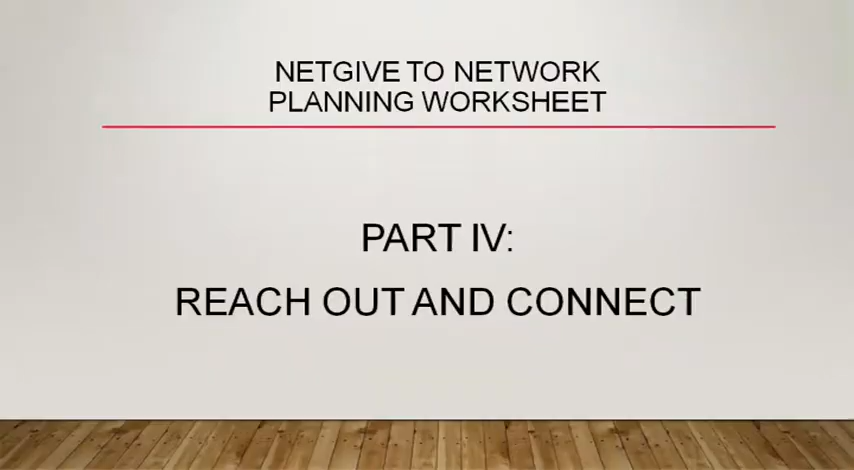 NETGIVE TO NETWORK
PLANNING WORKSHEET
PART IV:
REACH OUT AND CONNECT